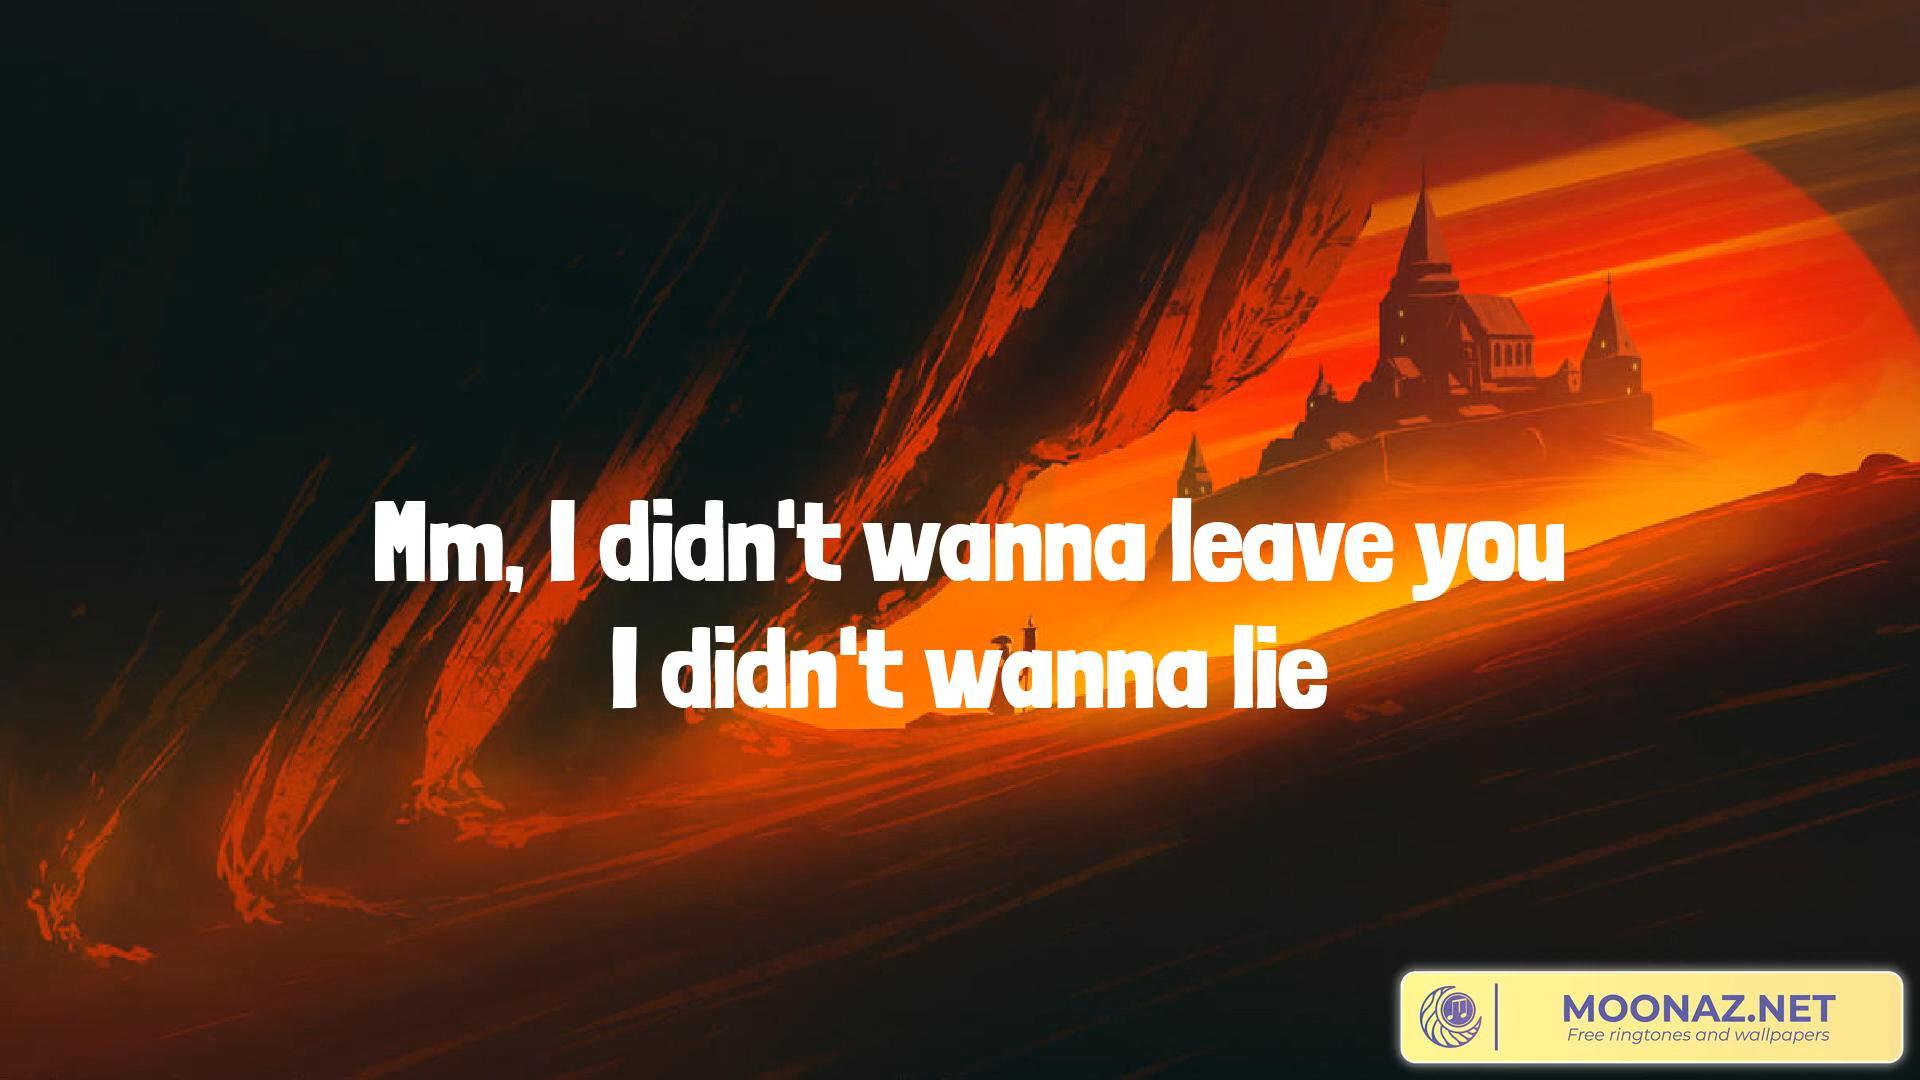 Mm, I didn't wanna leave you
I didn't wanna lie
MOONAZ.NET
Free ringtones and wallpapers